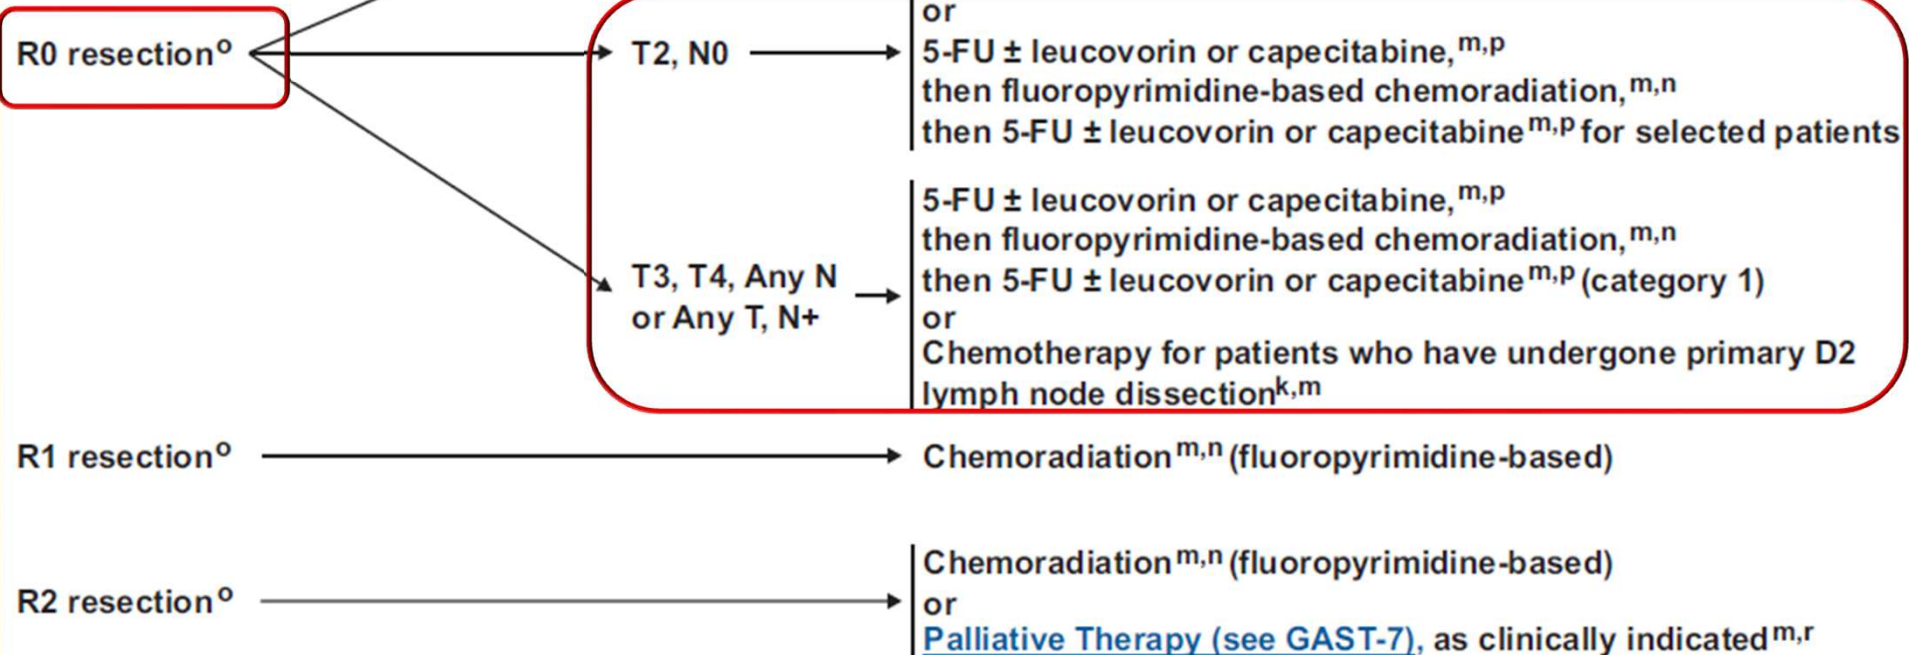 or
R0 resectionº
T2, N0
5-FU ± leucovorin or capecitabine,m,p
then fluoropyrimidine-based chemoradiation,m,n
then 5-FU ± leucovorin or capecitabinem,p for selected patients
T3, T4, Any N
or Any T, N+
5-FU ± leucovorin or capecitabine,m,p
then fluoropyrimidine-based chemoradiation,m,n
then 5-FU ± leucovorin or capecitabinem,p (category 1)
or
Chemotherapy for patients who have undergone primary D2
lymph node dissectionk,m
R1 resectionº
Chemoradiationm,n (fluoropyrimidine-based)
R2 resectionº
Chemoradiationm,n (fluoropyrimidine-based)
or
Palliative Therapy (see GAST-7), as clinically indicatedm,r